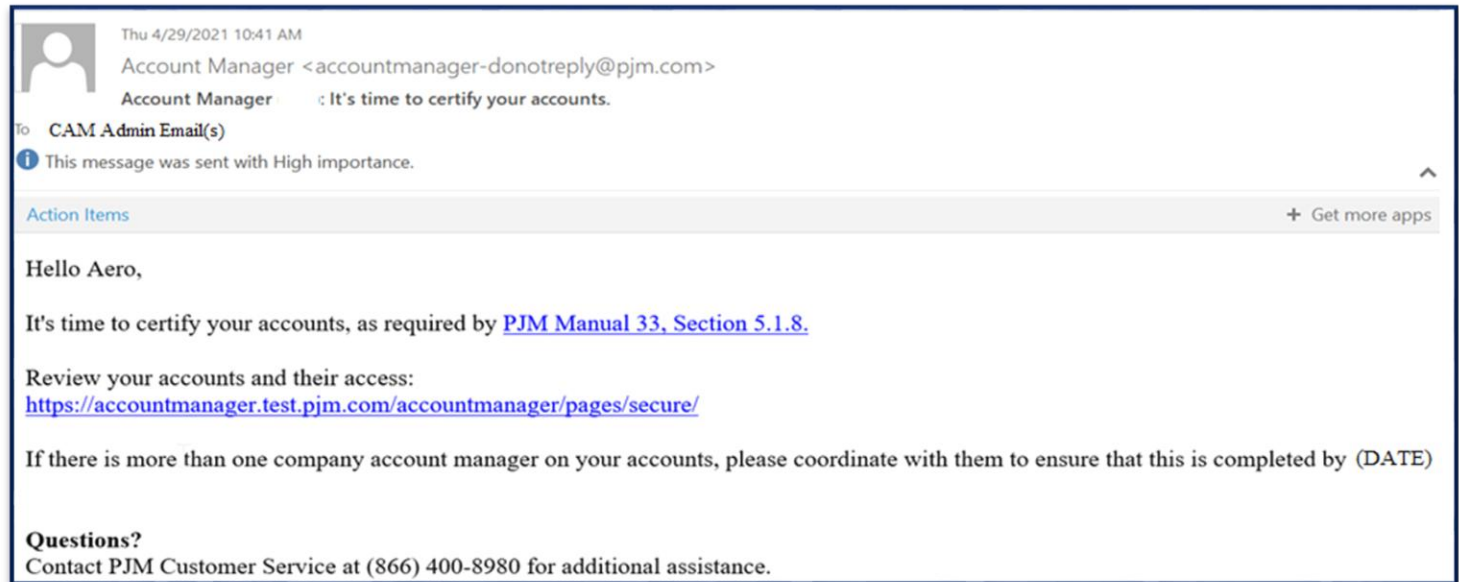 Thu 4/29/2021 10:41 AM
Account Manager <accountmanager-donotreply@pjm.com>
Account Manager : It's time to certify your accounts.
To CAM Admin Email(s)
This message was sent with High importance.
Action Items + Get more apps
Hello Aero,
It's time to certify your accounts, as required by PJM Manual 33, Section 5.1.8.
Review your accounts and their access:
https://accountmanager.test.pjm.com/accountmanager/pages/secure/
If there is more than one company account manager on your accounts, please coordinate with them to ensure that this is completed by (DATE)
Questions?
Contact PJM Customer Service at (866) 400-8980 for additional assistance.